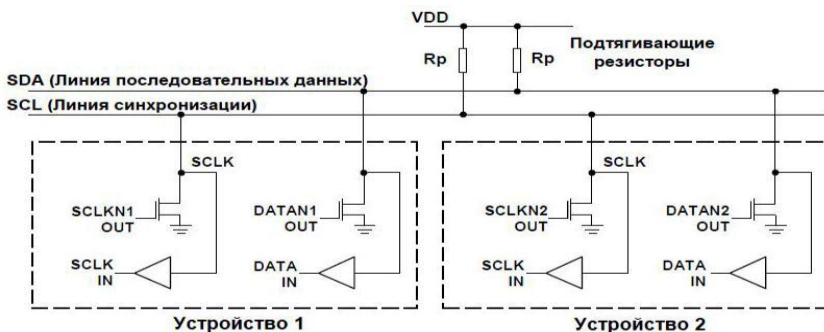 VDD
Rp
Rp
Подтягивающие
резисторы
SDA (Линия последовательных данных)
SCL (Линия синхронизации)
SCLK
SCLK
SCLKN1
OUT
DATAN1
OUT
SCLKN2
OUT
DATAN2
OUT
SCLK
IN
DATA
IN
SCLK
IN
DATA
IN
Устройство 1
Устройство 2